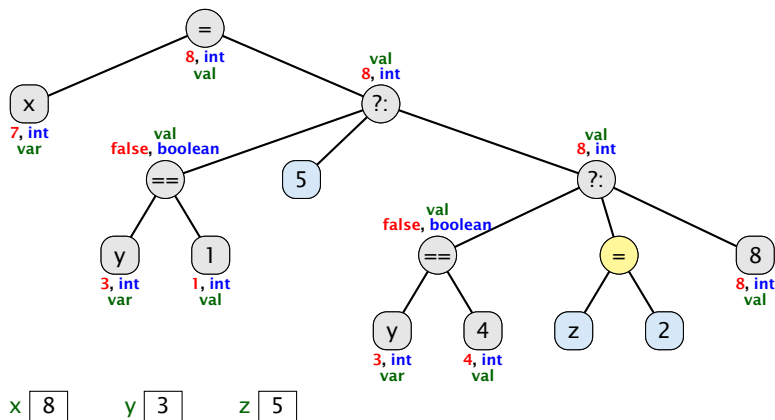 =
8, int
val
val
8, int
?:
x
7, int
var
val
false, boolean
==
5
val
8, int
?:
y
3, int
var
1
1, int
val
val
false, boolean
==
=
8
8, int
val
y
3, int
var
4
4, int
val
z
2
x 8 y 3 z 5